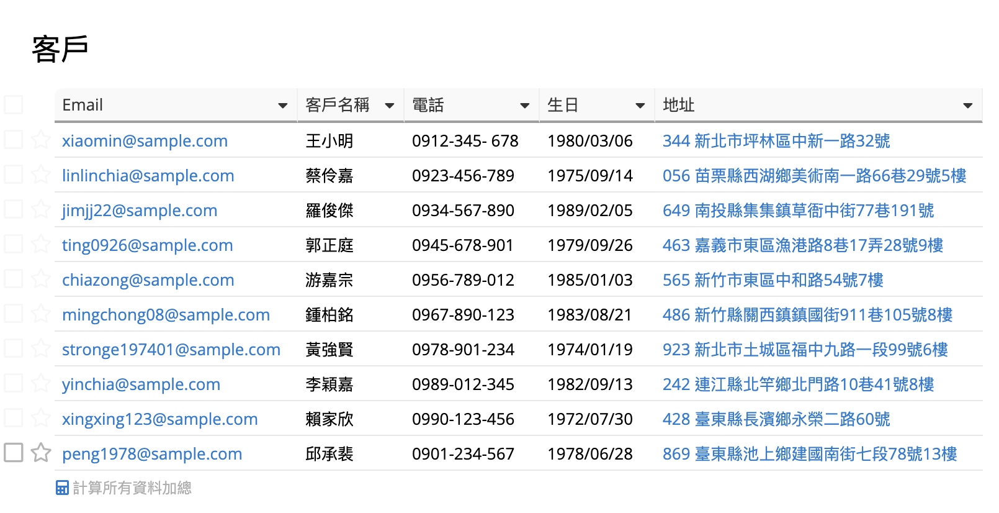 客戶
Email 客戶名稱 電話 生日 地址
xiaomin@sample.com 王小明 0912-345- 678 1980/03/06 344 新北市坪林區中新一路32號
linlinchia@sample.com 蔡伶嘉 0923-456-789 1975/09/14 056 苗栗縣西湖鄉美術南一路66巷29號5樓
jimjj22@sample.com 羅俊傑 0934-567-890 1989/02/05 649 南投縣集集鎮草衙中街77巷191號
ting0926@sample.com 郭正庭 0945-678-901 1979/09/26 463 嘉義市東區漁港路8巷17弄28號9樓
chiazong@sample.com 游嘉宗 0956-789-012 1985/01/03 565 新竹市東區中和路54號7樓
mingchong08@sample.com 鍾柏銘 0967-890-123 1983/08/21 486 新竹縣關西鎮鎮國街911巷105號8樓
stronge197401@sample.com 黃強賢 0978-901-234 1974/01/19 923 新北市土城區福中九路一段99號6樓
yinchia@sample.com 李穎嘉 0989-012-345 1982/09/13 242 連江縣北竿鄉北門路10巷41號8樓
xingxing123@sample.com 賴家欣 0990-123-456 1972/07/30 428 臺東縣長濱鄉永榮二路60號
peng1978@sample.com 邱承裴 0901-234-567 1978/06/28 869 臺東縣池上鄉建國南街七段78號13樓
計算所有資料加總